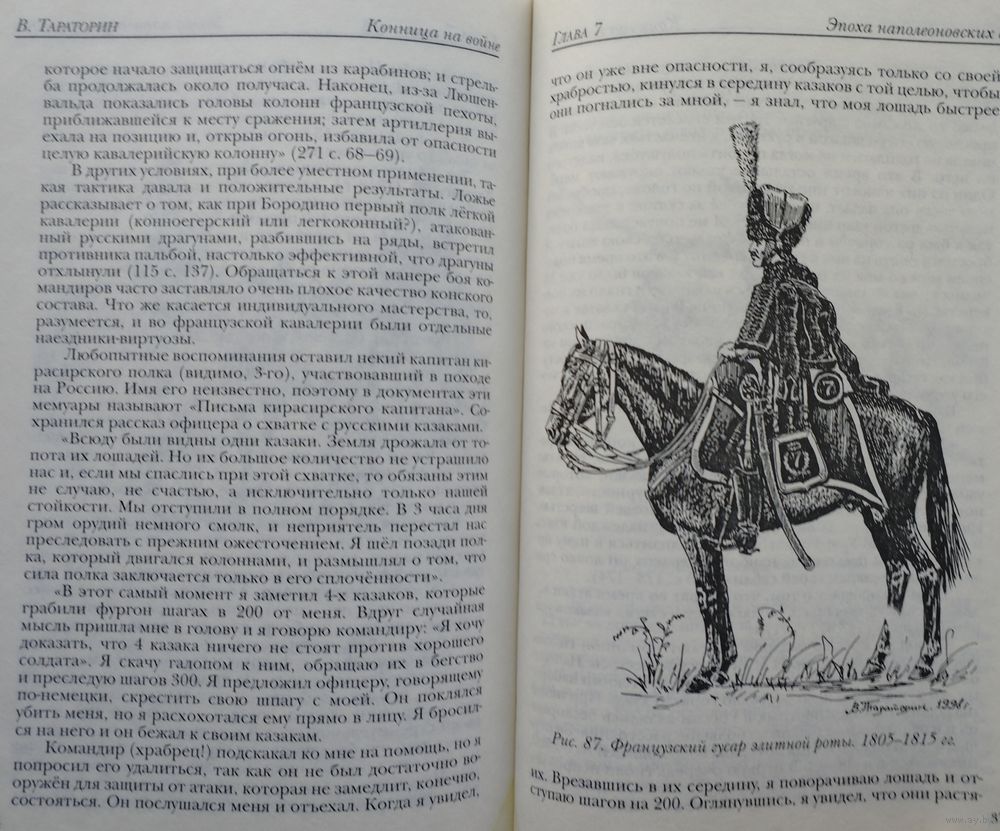 В. Тараторин
Конница на войне
которое начало защищаться огнём из карабинов; и стрель-
ба продолжалась около получаса. Наконец, из-за Люшен-
вальда показались головы колонн французской пехоты,
приближавшейся к месту сражения; затем артиллерия вы-
ехала на позицию и, открыв огонь, избавила от опасности
целую кавалерийскую колонну» (271 с. 68–69).
В других условиях, при более уместном применении, та-
кая тактика давала и положительные результаты. Ложье
рассказывает о том, как при Бородино первый полк лёгкой
кавалерии (конноегерский или легкоконный?), атакован-
ный русскими драгунами, разбившись на ряды, встретил
противника пальбой, настолько эффективной, что драгуны
отхлынули (115 с. 137). Обращаться к этой манере боя ко-
мандиров часто заставляло очень плохое качество конского
состава. Что же касается индивидуального мастерства, то,
разумеется, и во французской кавалерии были отдельные
наездники-виртуозы.
Любопытные воспоминания оставил некий капитан ки-
расирского полка (видимо, 3-го), участвовавший в походе
на Россию. Имя его неизвестно, поэтому в документах эти
мемуары называют «Письма кирасирского капитана». Со-
хранился рассказ офицера о схватке с русскими казаками.
«Всюду были видны одни казаки. Земля дрожала от то-
пота их лошадей. Но их большое количество не устрашило
нас и, если мы спаслись при этой схватке, то обязаны этим
не случаю, не счастью, а исключительно только нашей
стойкости. Мы отступили в полном порядке. В 3 часа дня
гром орудий немного смолк, и неприятель перестал нас
преследовать с прежним ожесточением. Я шёл позади пол-
ка, который двигался колоннами, и размышлял о том, что
сила полка заключается только в его сплочённости».
«В этот самый момент я заметил 4-х казаков, которые
грабили фургон шагах в 200 от меня. Вдруг случайная
мысль пришла мне в голову и я говорю командиру: «Я хочу
доказать, что 4 казака ничего не стоят против хорошего
солдата». Я скачу галопом к ним, обращаю их в бегство
и преследую шагов 300. Я предложил офицеру, говорящему
по-немецки, скрестить свою шпагу с моей. Он поклялся
убить меня, но я расхохотался ему прямо в лицу. Я бросил-
ся на него и он бежал к своим казакам.
Командир (храбрец!) подскакал ко мне на помощь, но я
попросил его удалиться, так как он не был достаточно во-
оружён для защиты от атаки, которая не замедлит, конечно,
состояться. Он послушался меня и отъехал. Когда я увидел,
Глава 7
Эпоха наполеоновских
что он уже вне опасности, я, сообразуясь только со своей
храбростью, кинулся в середину казаков с той целью, чтобы
они погнались за мной, – я знал, что моя лошадь быстрее
7
7
В. Тараторин. 1998 г.
Рис. 87. Французский гусар элитной роты. 1805–1815 гг.
их. Врезавшись в их середину, я поворачиваю лошадь и от-
ступаю шагов на 200. Оглянувшись, я увидел, что они растя-
3
www.ay.by